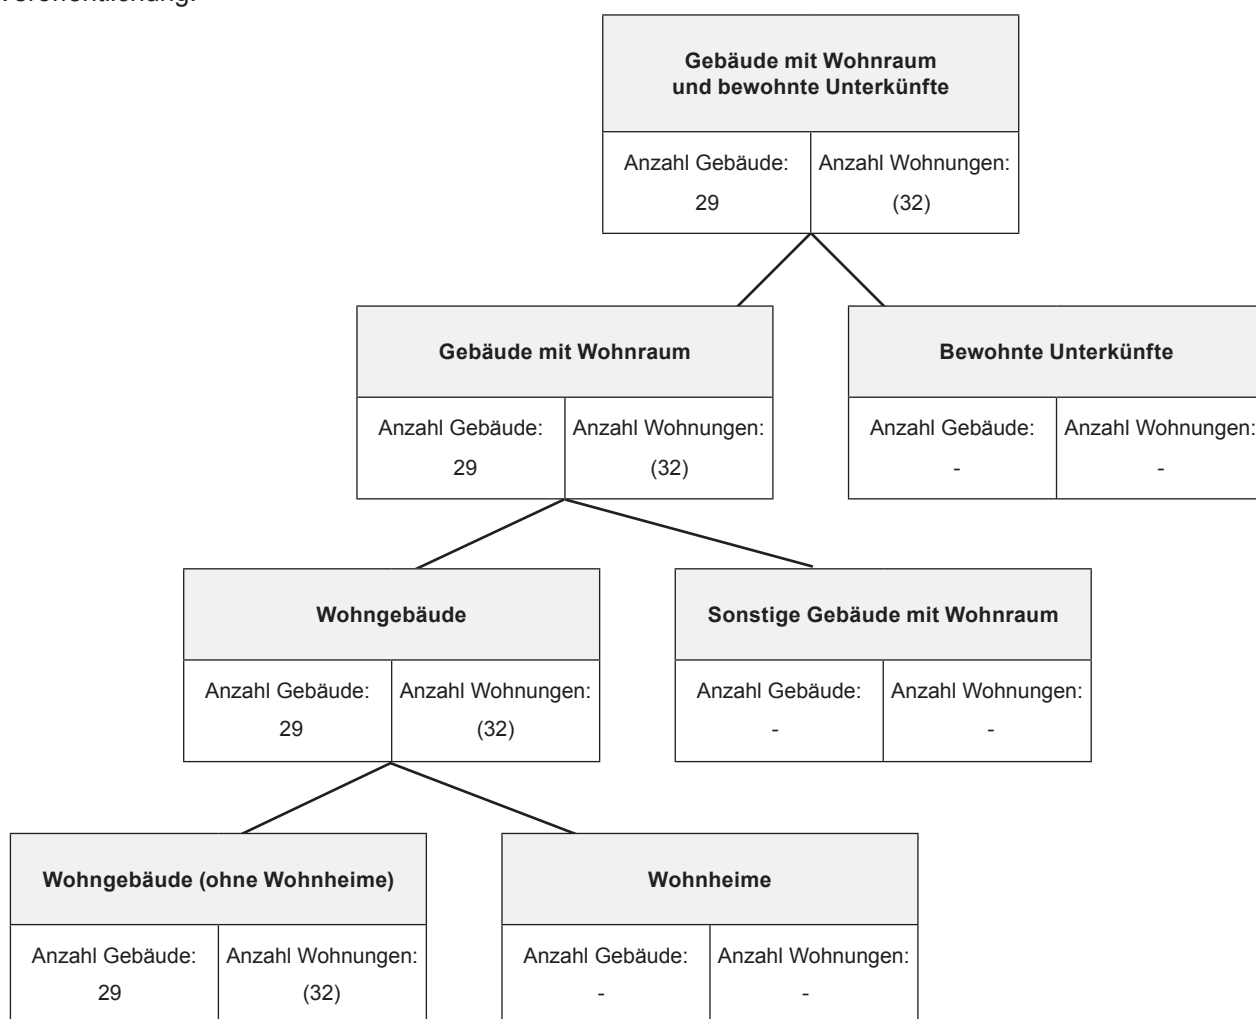 Veröffentlichung.
Gebäude mit Wohnraum
und bewohnte Unterkünfte
Anzahl Gebäude: Anzahl Wohnungen:
29 (32)
Gebäude mit Wohnraum Bewohnte Unterkünfte
Anzahl Gebäude: Anzahl Wohnungen: Anzahl Gebäude: Anzahl Wohnungen:
29 (32) - -
Wohngebäude Sonstige Gebäude mit Wohnraum
Anzahl Gebäude: Anzahl Wohnungen: Anzahl Gebäude: Anzahl Wohnungen:
29 (32) - -
Wohngebäude (ohne Wohnheime) Wohnheime
Anzahl Gebäude: Anzahl Wohnungen: Anzahl Gebäude: Anzahl Wohnungen:
29 (32) - -